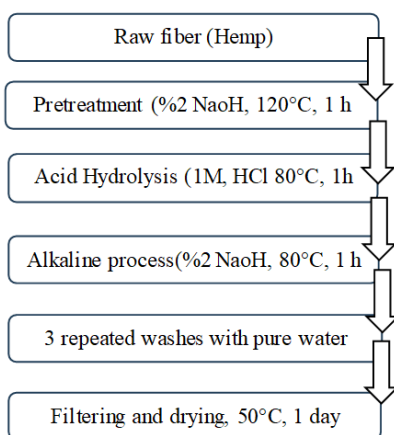 Raw fiber (Hemp)
Pretreatment (%2 NaOH, 120°C, 1 h
Acid Hydrolysis (1M, HCl 80°C, 1h
Alkaline process(%2 NaOH, 80°C, 1 h
3 repeated washes with pure water
Filtering and drying, 50°C, 1 day